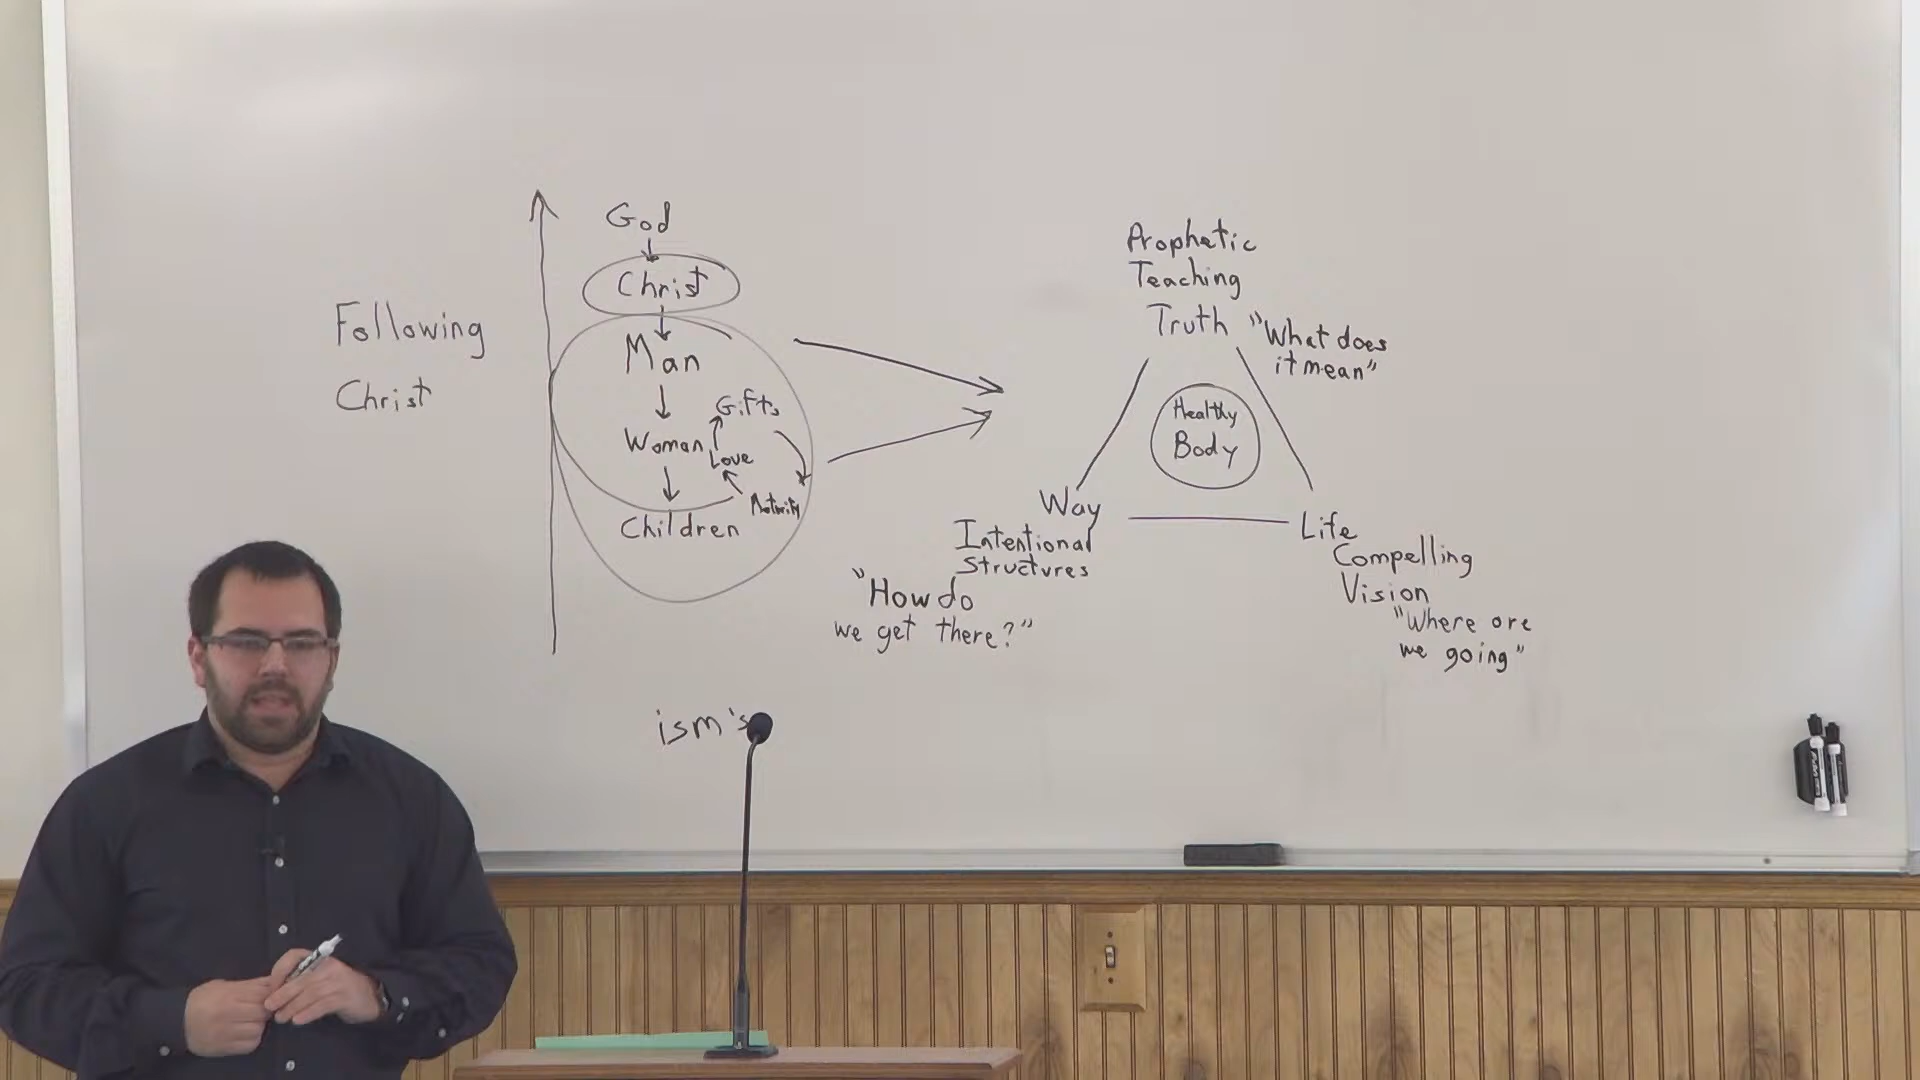 Following
Christ
God
Christ
Man
Gifts
Woman
Love
Maturity
Children
ism's
Prophetic
Teaching
Truth
"What does
it mean"
Healthy
Body
Way
Intentional
Structures
"How do
we get there?"
Life
Compelling
Vision
"Where are
we going"